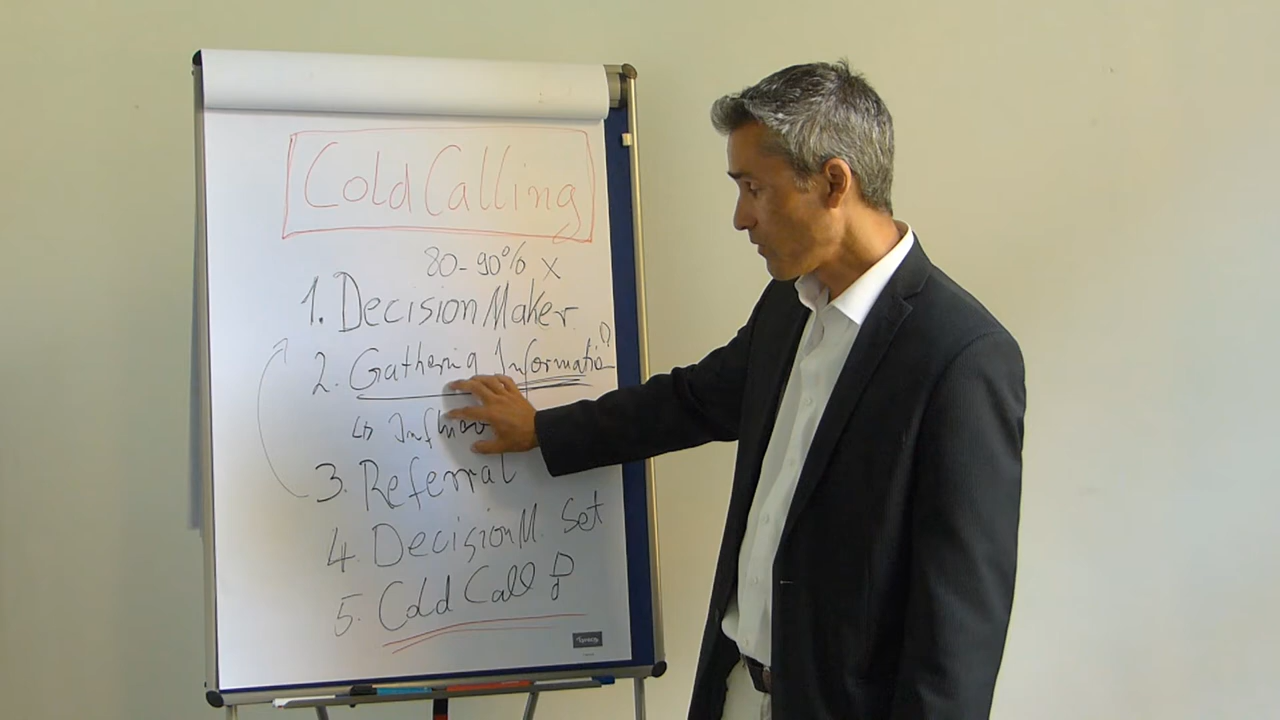 Cold Calling
80-90% X
1. Decision Maker
2. Gathering Information
3. Referral
4. Decision M. Set
5. Cold Call